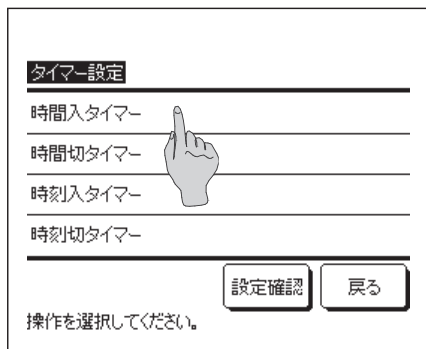 タイマー設定
時間入タイマー
時間切タイマー
時刻入タイマー
時刻切タイマー
設定確認 戻る
操作を選択してください。